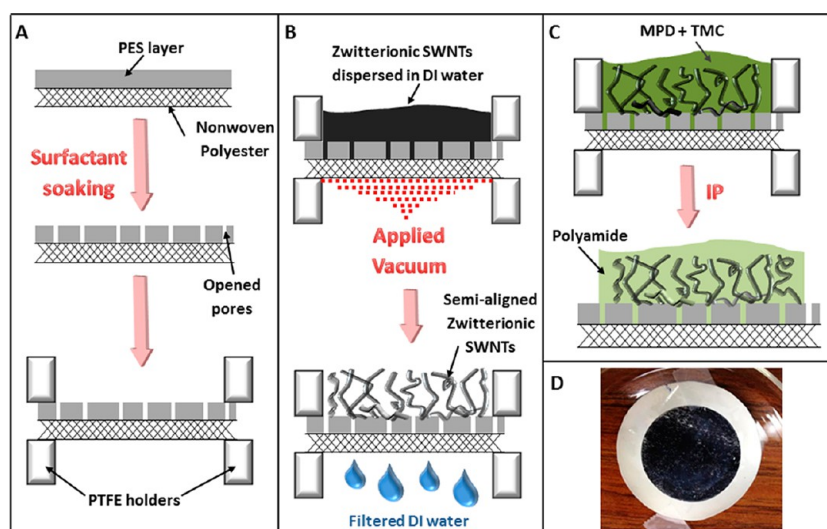 A
PES layer
Nonwoven
Polyester
Surfactant
soaking
Opened
pores
PTFE holders
B
Zwitterionic SWNTs
dispersed in DI water
Applied
Vacuum
Semi-aligned
Zwitterionic
SWNTs
Filtered DI water
C
MPD + TMC
IP
Polyamide
D